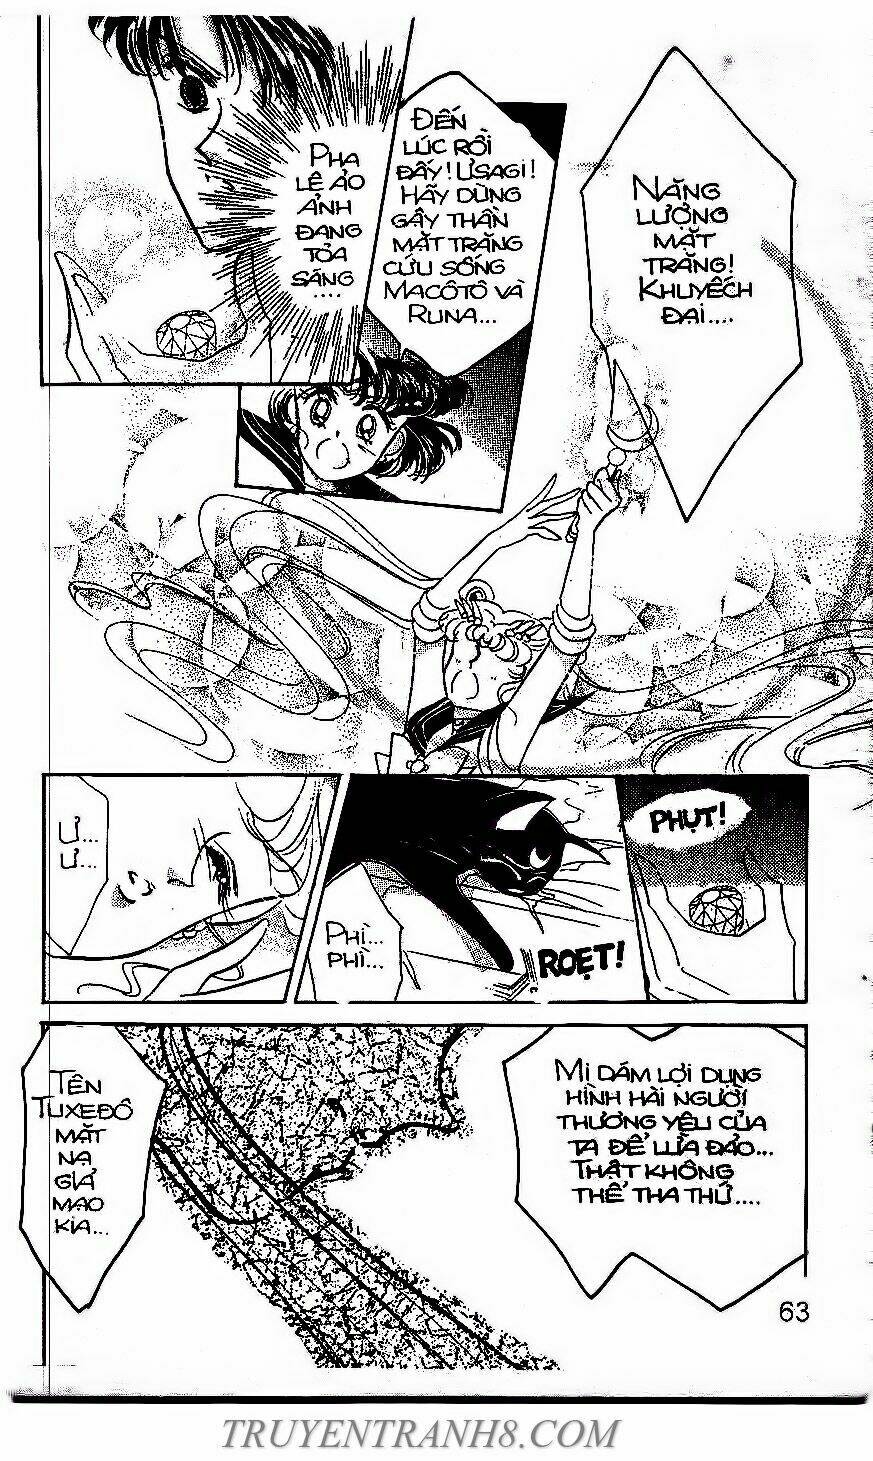 PHA
LÊ ẢO
ẢNH
ĐANG
TỎA
SÁNG
....
ĐẾN
LÚC RỒI
ĐẤY! USAGI!
HÃY DÙNG
GẬY THẦN
MẶT TRĂNG
CỨU SỐNG
MACÔTÔ VÀ
RUNA...
NĂNG
LƯỢNG
MẶT
TRĂNG!
KHUYẾCH
ĐẠI....
Ư...
Ư...
PHÌ...
PHÌ...
ROẸT!
PHỤT!
TÊN
TUXEĐÔ
MẶT
NẠ
GIẢ
MẠO
KIA...
MI DÁM LỢI DỤNG
HÌNH HÀI NGƯỜI
THƯƠNG YÊU CỦA
TA ĐỂ LỪA ĐẢO...
THẬT KHÔNG
THỂ THA THỨ....
63
TRUYENTRANH8.COM